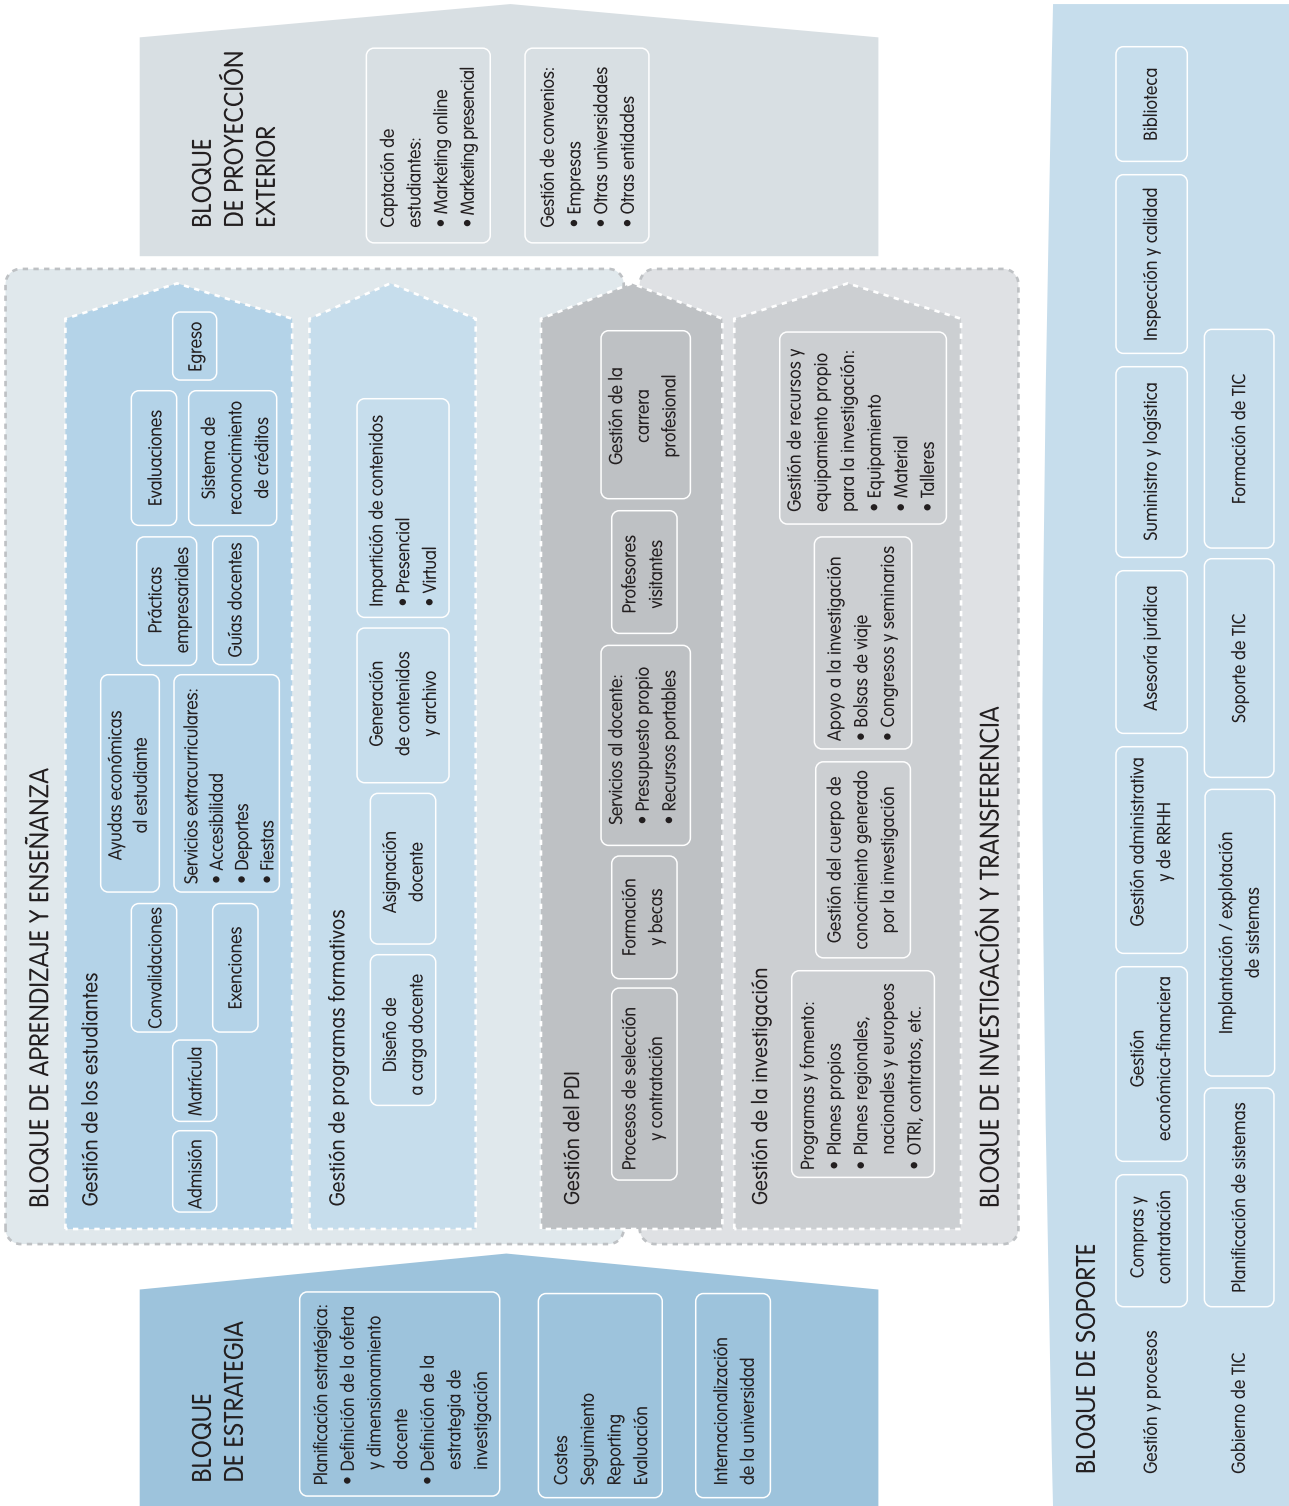 BLOQUE
DE ESTRATEGIA
Planificación estratégica:
• Definición de la oferta
y dimensionamiento
docente
• Definición de la
estrategia de
investigación
Costes
Seguimiento
Reporting
Evaluación
Internacionalización
de la universidad
BLOQUE DE APRENDIZAJE Y ENSEÑANZA
Gestión de los estudiantes
Admisión
Matrícula
Convalidaciones
Exenciones
Ayudas económicas
al estudiante
Servicios extracurriculares:
• Accesibilidad
• Deportes
• Fiestas
Prácticas
empresariales
Guías docentes
Evaluaciones
Sistema de
reconocimiento
de créditos
Egreso
Gestión de programas formativos
Diseño de
a carga docente
Asignación
docente
Generación
de contenidos
y archivo
Impartición de contenidos
• Presencial
• Virtual
Gestión del PDI
Procesos de selección
y contratación
Formación
y becas
Servicios al docente:
• Presupuesto propio
• Recursos portables
Profesores
visitantes
Gestión de la
carrera
profesional
Gestión de la investigación
Programas y fomento:
• Planes propios
• Planes regionales,
nacionales y europeos
• OTRI, contratos, etc.
Gestión del cuerpo de
conocimiento generado
por la investigación
Apoyo a la investigación
• Bolsas de viaje
• Congresos y seminarios
Gestión de recursos y
equipamiento propio
para la investigación:
• Equipamiento
• Material
• Talleres
BLOQUE DE INVESTIGACIÓN Y TRANSFERENCIA
BLOQUE
DE PROYECCIÓN
EXTERIOR
Captación de
estudiantes:
• Marketing online
• Marketing presencial
Gestión de convenios:
• Empresas
• Otras universidades
• Otras entidades
BLOQUE DE SOPORTE
Gestión y procesos
Compras y
contratación
Gestión
económica-financiera
Gestión administrativa
y de RRHH
Asesoría jurídica
Suministro y logística
Inspección y calidad
Biblioteca
Gobierno de TIC
Planificación de sistemas
Implantación / explotación
de sistemas
Soporte de TIC
Formación de TIC